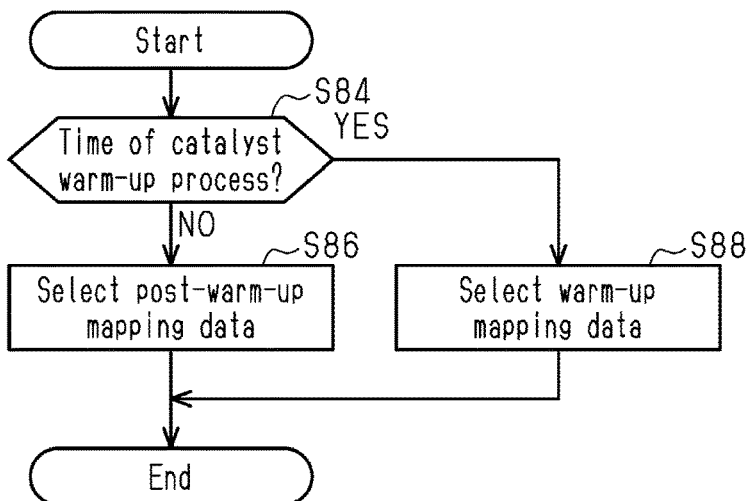 Start
S84
YES
Time of catalyst
warm-up process?
NO
S86
S88
Select post-warm-up
mapping data
Select warm-up
mapping data
End